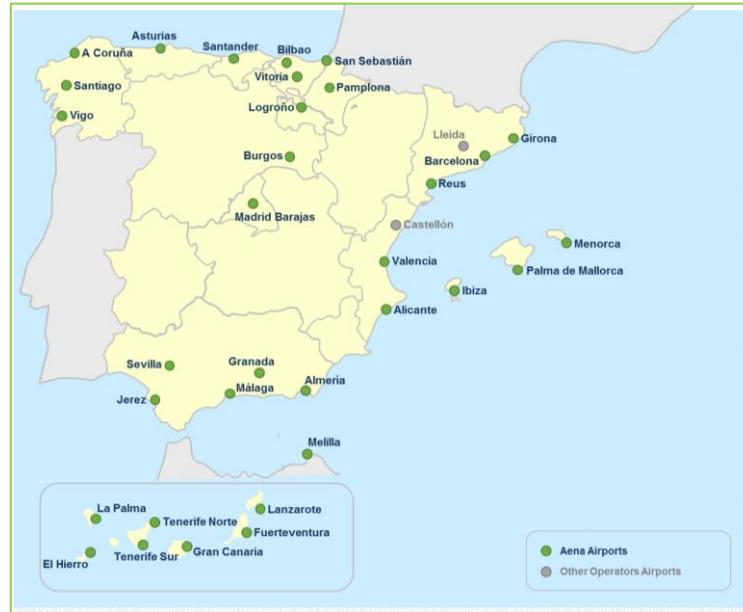 Asturias
Santander
Bilbao
A Coruña
San Sebastián
Vitoria
Santiago
Pamplona
Logroño
Vigo
Girona
Lleida
Burgos
Barcelona
Reus
Madrid Barajas
Castellón
Menorca
Valencia
Palma de Mallorca
Ibiza
Alicante
Granada
Sevilla
Almería
Málaga
Jerez
Melilla
La Palma
Lanzarote
Tenerife Norte
Fuerteventura
Gran Canaria
Tenerife Sur
El Hierro
Aena Airports
Other Operators Airports